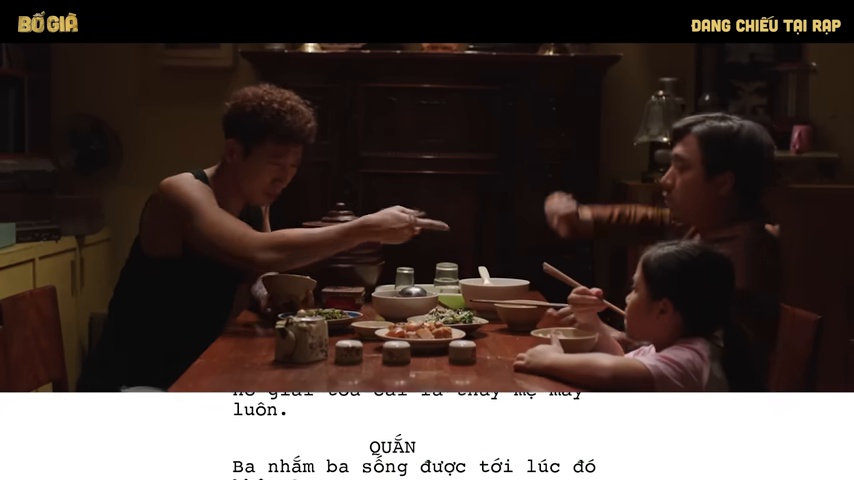 BỐ GIÀ
ĐANG CHIẾU TẠI RẠP
luôn.
QUẮN
Ba nhắm ba sống được tới lúc đó